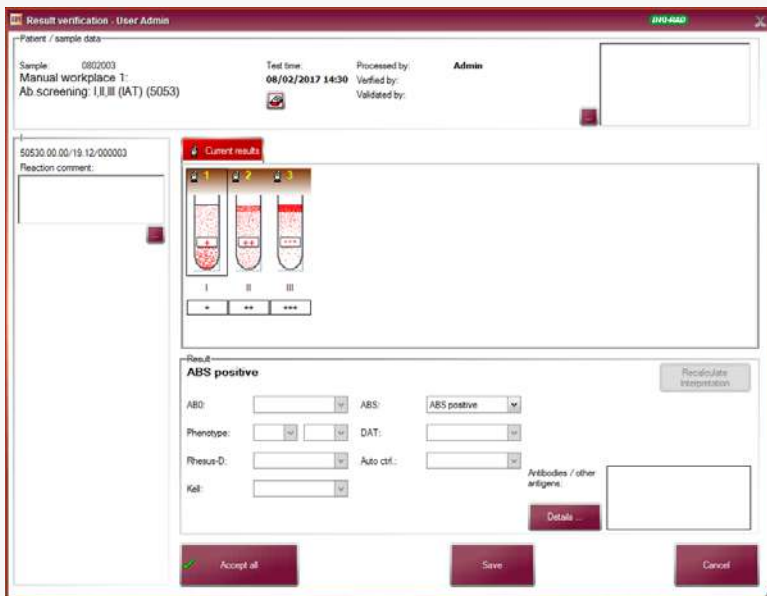 Result verification - User Admin
BIO-RAD
Patient / sample data
Sample: 0802003
Manual workplace 1:
Ab.screening: I,II,III (IAT) (5053)
Test time:
08/02/2017 14:30
Processed by: Admin
Verified by:
Validated by:
...
I
50530.00.00/19.12/000003
Reaction comment:
...
Current results
1 2 3
+ ++ +++
I II III
+ ++ +++
Result
ABS positive
Recalculate
interpretation
AB0:
ABS: ABS positive
Phenotype:
DAT:
Rhesus-D:
Auto ctrl.:
Kell:
Antibodies / other
antigens:
Details ...
Accept all
Save
Cancel